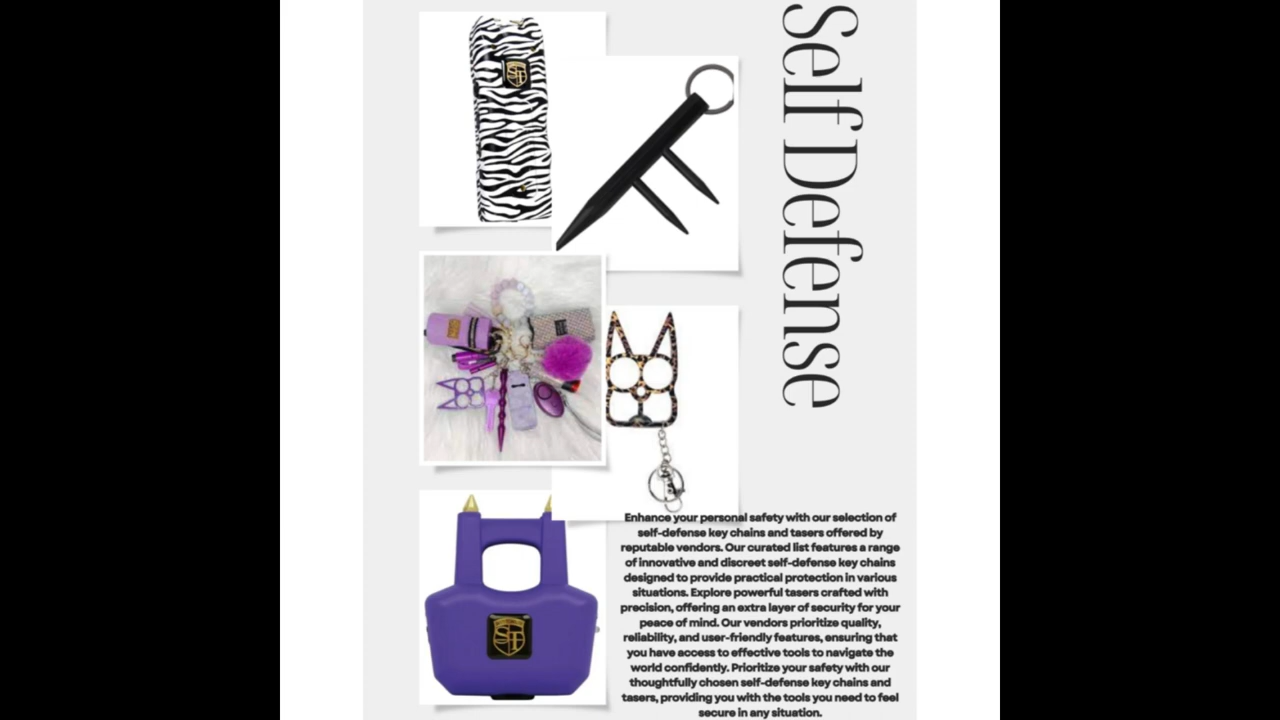 Self Defense
Enhance your personal safety with our selection of
self-defense key chains and tasers offered by
reputable vendors. Our curated list features a range
of innovative and discreet self-defense key chains
designed to provide practical protection in various
situations. Explore powerful tasers crafted with
precision, offering an extra layer of security for your
peace of mind. Our vendors prioritize quality,
reliability, and user-friendly features, ensuring that
you have access to effective tools to navigate the
world confidently. Prioritize your safety with our
thoughtfully chosen self-defense key chains and
tasers, providing you with the tools you need to feel
secure in any situation.